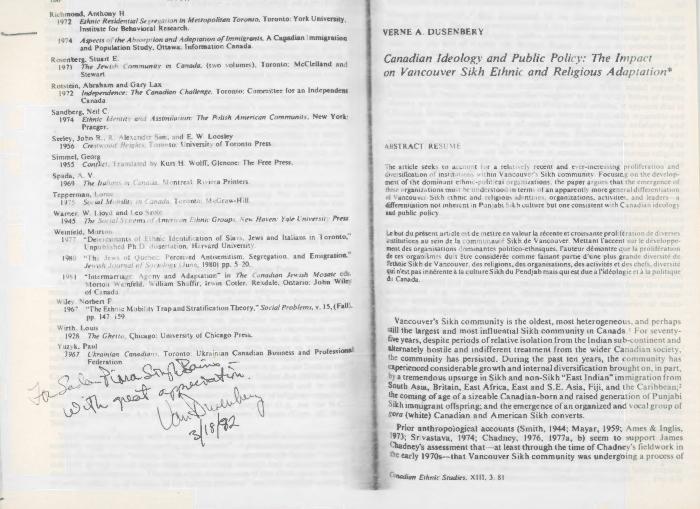 Richmond, Anthony H.
1972 Ethnic Residential Segregation in Metropolitan Toronto. Toronto: York University,
Institute for Behavioral Research.
1974 Aspects of the Absorption and Adaptation of Immigrants. A Canadian Immigration
and Population Study, Ottawa: Information Canada.
Rosenberg, Stuart E.
1971 The Jewish Community in Canada. (two volumes), Toronto: McClelland and
Stewart
Rotstein, Abraham and Gary Lax
1972 Independence: The Canadian Challenge. Toronto: Committee for an Independent
Canada.
Sandberg, Neil C.
1974 Ethnic Identity and Assimilation: The Polish American Community, New York:
Praeger.
Seeley, John R., R. Alexander Sim, and E. W. Loosley
1956 Crestwood Heights, Toronto: University of Toronto Press.
Simmel, Georg
1955 Conflict. Translated by Kurt H. Wolff, Glencoe: The Free Press.
Spada, A. V.
1969 The Italians in Canada. Montreal: Riviera Printers.
Tepperman, Lorne
1975 Social Mobility in Canada. Toronto: McGraw-Hill.
Warner, W. Lloyd and Leo Srole
1945 The Social Systems of American Ethnic Groups. New Haven: Yale University Press
Weinfeld, Morton
1977 "Determinants of Ethnic Identification of Slavs, Jews and Italians in Toronto,"
Unpublished Ph.D. dissertation, Harvard University.
1980 "The Jews of Quebec: Perceived Antisemitism, Segregation, and Emigration,"
Jewish Journal of Sociology (June, 1980) pp. 5-20.
1981 "Intermarriage: Agony and Adaptation" in The Canadian Jewish Mosaic eds.
Morton Weinfeld, William Shaffir, Irwin Cotler. Rexdale, Ontario: John Wiley
of Canada.
Wiley, Norbert F.
1967 "The Ethnic Mobility Trap and Stratification Theory," Social Problems, v. 15, (Fall).
pp. 147-159.
Wirth, Louis
1928 The Ghetto, Chicago: University of Chicago Press.
Yuzyk, Paul
1967 Ukrainian Canadians. Toronto: Ukrainian Canadian Business and Professional
Federation
For Sardar Piara Singh
with great appreciation.
Van Dusenbery
3/18/82
VERNE A. DUSENBERY
Canadian Ideology and Public Policy: The Impact
on Vancouver Sikh Ethnic and Religious Adaptation*
ABSTRACT RESUMÉ
The article seeks to account for a relatively recent and ever-increasing proliferation and
diversification of institutions within Vancouver's Sikh community. Focusing on the develop-
ment of the dominant ethno-political organisations, the paper argues that the emergence of
these organizations must be understood in terms of an apparently more general differentiation
of Vancouver Sikh ethnic and religious identities, organizations, activities, and leaders—a
differentiation not inherent in Punjabi Sikh culture but one consistent with Canadian ideology
and public policy.
Le but du présent article est de mettre en valeur la récente et croissante prolifération de diverses
institutions au sein de la communauté Sikh de Vancouver. Mettant l'accent sur le développe-
ment des organisations dominantes politico-ethniques, l'auteur démontre que la prolifération
de ces organismes doit être considérée comme faisant partie d'une plus grande diversité de
l'ethnie Sikh de Vancouver, des religions, des organisations, des activités et des chefs, diversité
qui n'est pas inhérente à la culture Sikh du Pendjab mais qui est due à l'idéologie et à la politique
du Canada.
Vancouver's Sikh community is the oldest, most heterogeneous, and perhaps
still the largest and most influential Sikh community in Canada.¹ For seventy-
five years, despite periods of relative isolation from the Indian sub-continent and
alternately hostile and indifferent treatment from the wider Canadian society,
the community has persisted. During the past ten years, the community has
experienced considerable growth and internal diversification brought on, in part,
by a tremendous upsurge in Sikh and non-Sikh "East Indian" immigration from
South Asia, Britain, East Africa, East and S.E. Asia, Fiji, and the Caribbean;²
the coming of age of a sizeable Canadian-born and raised generation of Punjabi
Sikh immigrant offspring; and the emergence of an organized and vocal group of
gora (white) Canadian and American Sikh converts.
Prior anthropological accounts (Smith, 1944; Mayar, 1959; Ames & Inglis,
1973; Srivastava, 1974; Chadney, 1976, 1977a, b) seem to support James
Chadney's assessment that—at least through the time of Chadney's fieldwork in
the early 1970s—that Vancouver Sikh community was undergoing a process of
Canadian Ethnic Studies, XIII, 3. 81